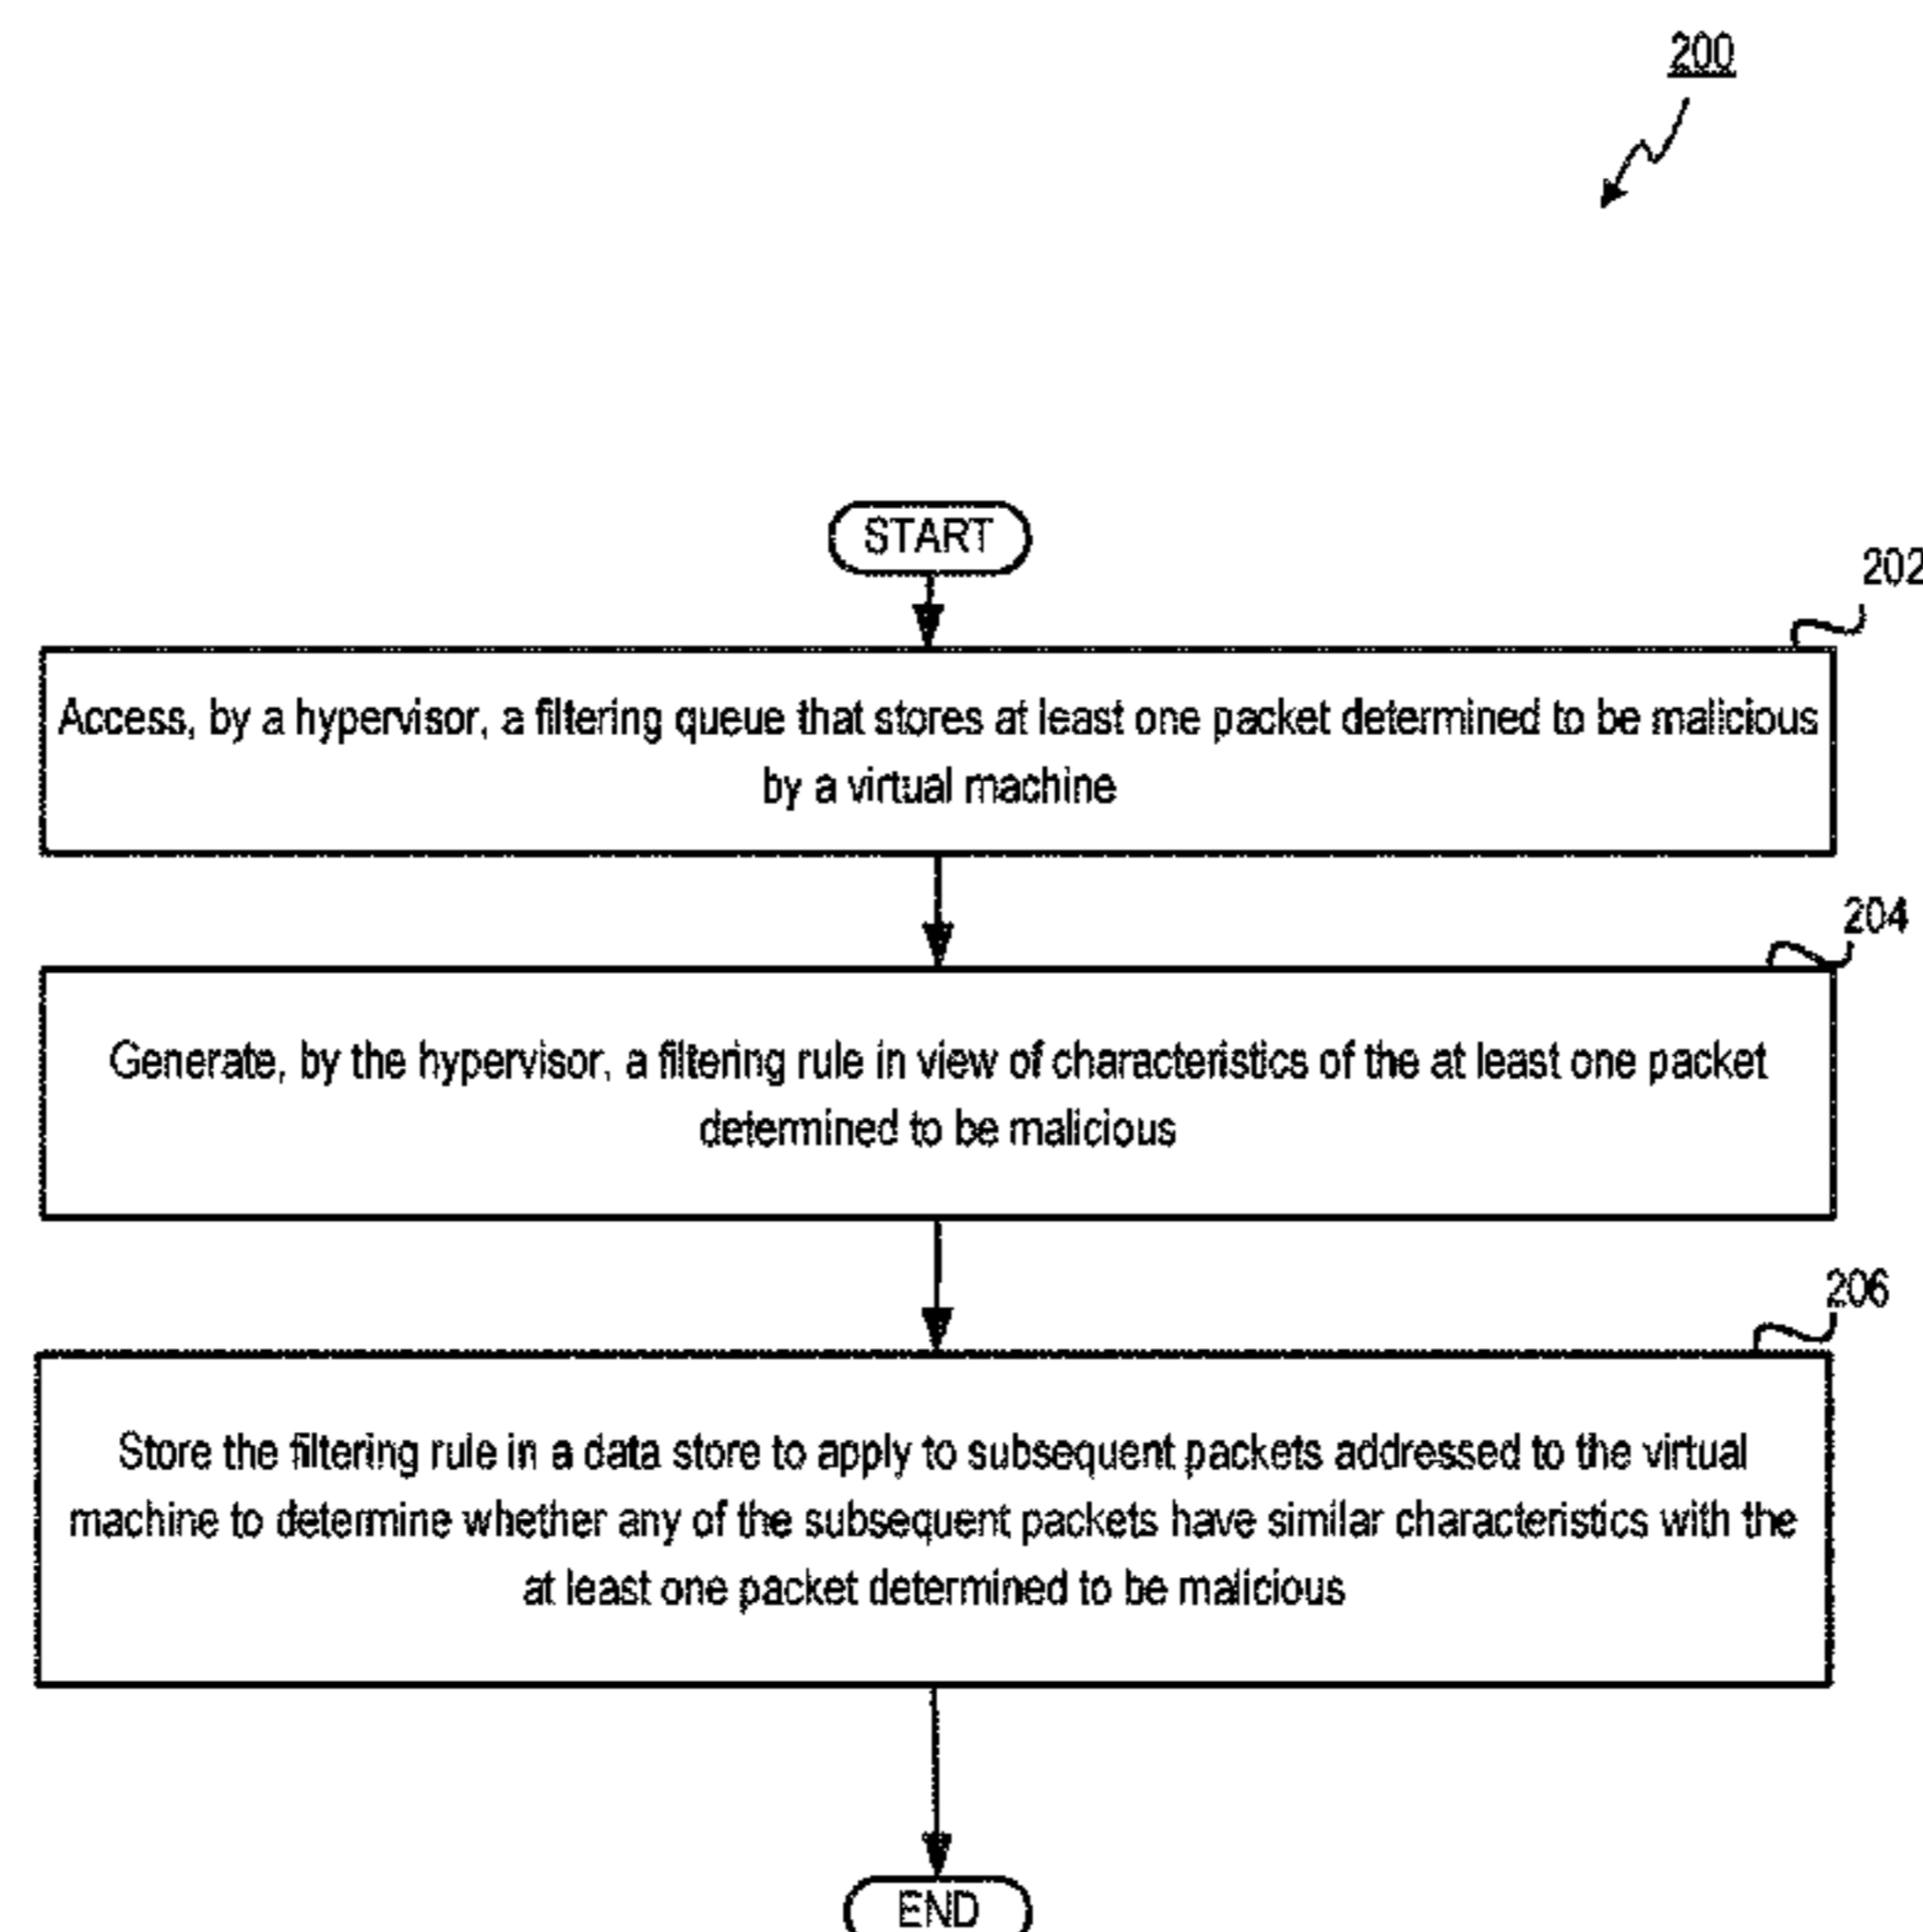 200
START
202
Access, by a hypervisor, a filtering queue that stores at least one packet determined to be malicious
by a virtual machine
204
Generate, by the hypervisor, a filtering rule in view of characteristics of the at least one packet
determined to be malicious
206
Store the filtering rule in a data store to apply to subsequent packets addressed to the virtual
machine to determine whether any of the subsequent packets have similar characteristics with the
at least one packet determined to be malicious
END